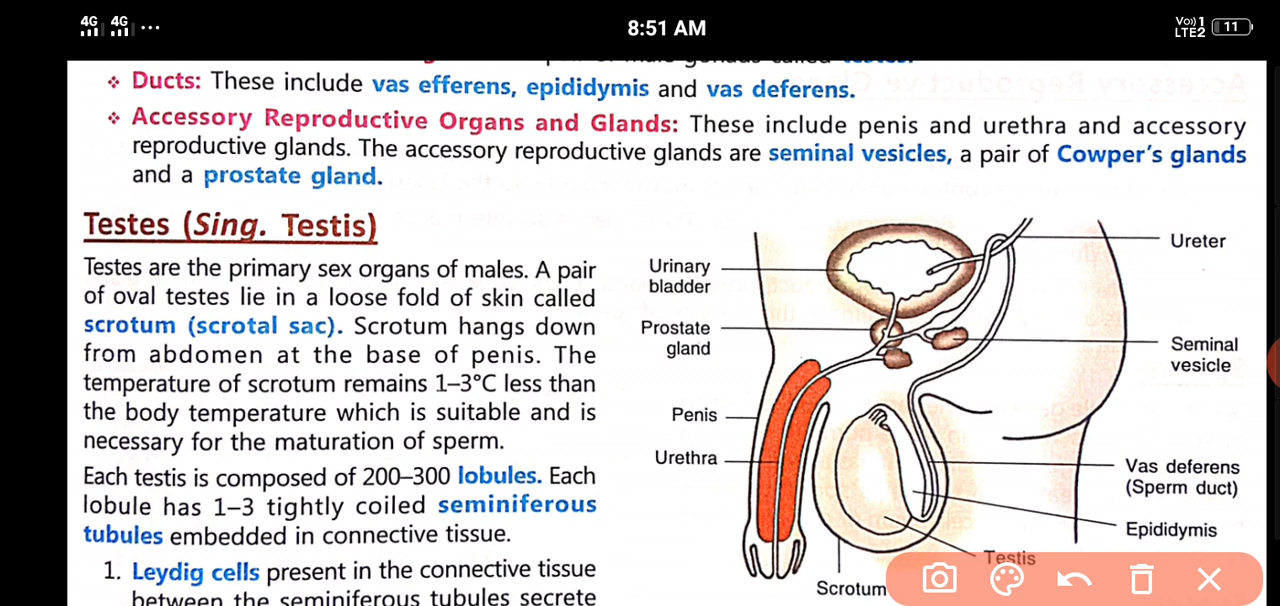 4G 4G ... 8:51 AM Vo)) 1 LTE2 11
❖ Ducts: These include vas efferens, epididymis and vas deferens.
❖ Accessory Reproductive Organs and Glands: These include penis and urethra and accessory
reproductive glands. The accessory reproductive glands are seminal vesicles, a pair of Cowper's glands
and a prostate gland.
Testes (Sing. Testis)
Testes are the primary sex organs of males. A pair
of oval testes lie in a loose fold of skin called
scrotum (scrotal sac). Scrotum hangs down
from abdomen at the base of penis. The
temperature of scrotum remains 1–3°C less than
the body temperature which is suitable and is
necessary for the maturation of sperm.
Each testis is composed of 200–300 lobules. Each
lobule has 1–3 tightly coiled seminiferous
tubules embedded in connective tissue.
1. Leydig cells present in the connective tissue
between the seminiferous tubules secrete
Urinary
bladder
Prostate
gland
Penis
Urethra
Scrotum
Ureter
Seminal
vesicle
Vas deferens
(Sperm duct)
Epididymis
Testis